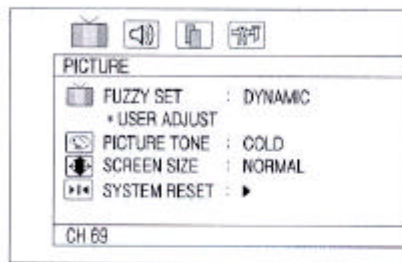 PICTURE
FUZZY SET : DYNAMIC
• USER ADJUST
PICTURE TONE : COLD
SCREEN SIZE : NORMAL
SYSTEM RESET : ▶
CH 69